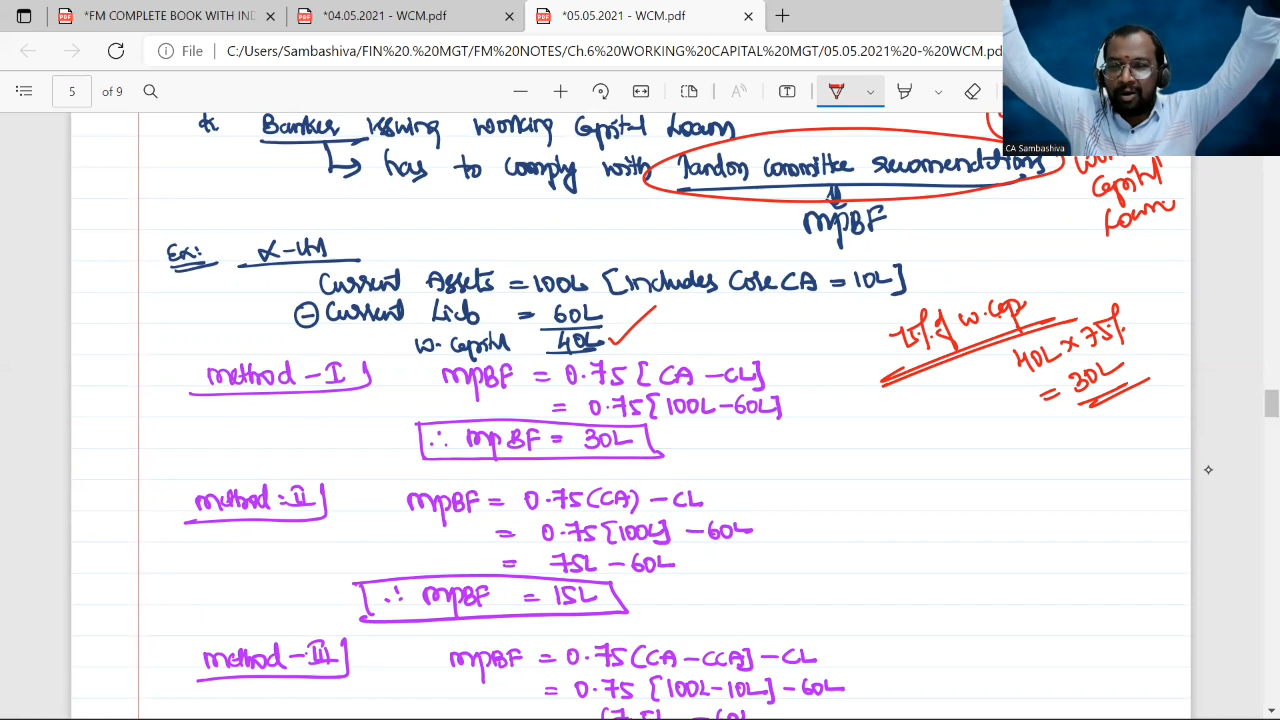 *FM COMPLETE BOOK WITH IND
*04.05.2021 - WCM.pdf
*05.05.2021 - WCM.pdf
File
C:/Users/Sambashiva/FIN%20.%20MGT/FM%20NOTES/Ch.6%20WORKING%20CAPITAL%20MGT/05.05.2021%20-%20WCM.pd
5 of 9
CA Sambashiva
* Banker issuing working Capital Loan
↳ has to comply with Tandon committee recomendations
Capital
Loans
MPBF
Ex:- X-Ltd
Current Assets = 100L [includes Core CA = 10L]
⊖ Current Liab = 60L
w. capital 40L ✓
75% of w. cap
40L × 75%
= 30L
method - I MPBF = 0.75 [CA - CL]
= 0.75 [100L - 60L]
∴ MPBF = 30L
method : II MPBF = 0.75 (CA) - CL
= 0.75 [100L] - 60L
= 75L - 60L
∴ MPBF = 15L
method - III MPBF = 0.75 (CA - CCA] - CL
= 0.75 [100L - 10L] - 60L